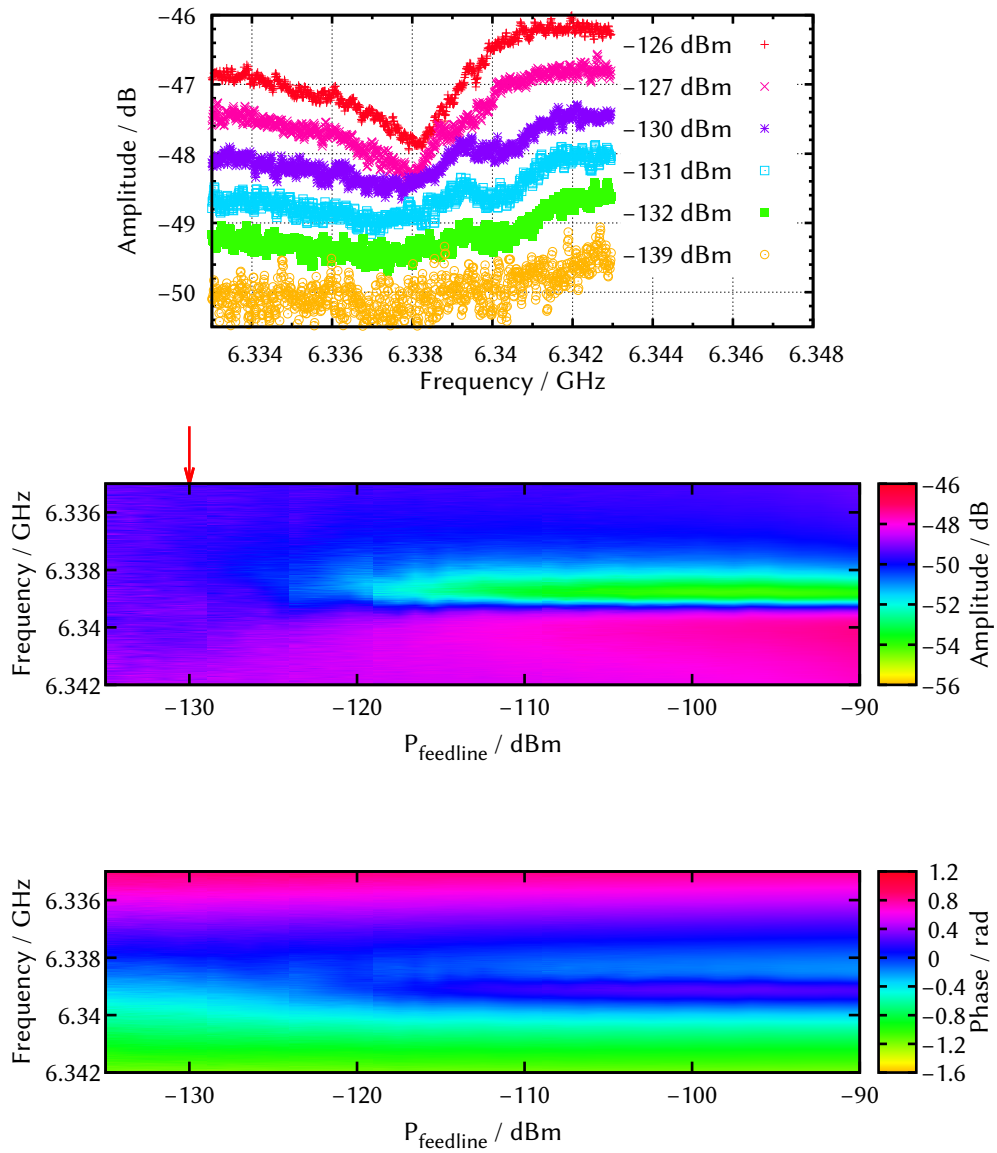 −46
−47
−48
−49
−50
Amplitude / dB
−126 dBm
−127 dBm
−130 dBm
−131 dBm
−132 dBm
−139 dBm
6.334 6.336 6.338 6.34 6.342 6.344 6.346 6.348
Frequency / GHz
6.336
6.338
6.34
6.342
Frequency / GHz
−130 −120 −110 −100 −90
P_feedline / dBm
−46
−48
−50
−52
−54
−56
Amplitude / dB
6.336
6.338
6.34
6.342
Frequency / GHz
−130 −120 −110 −100 −90
P_feedline / dBm
1.2
0.8
0.4
0
−0.4
−0.8
−1.2
−1.6
Phase / rad